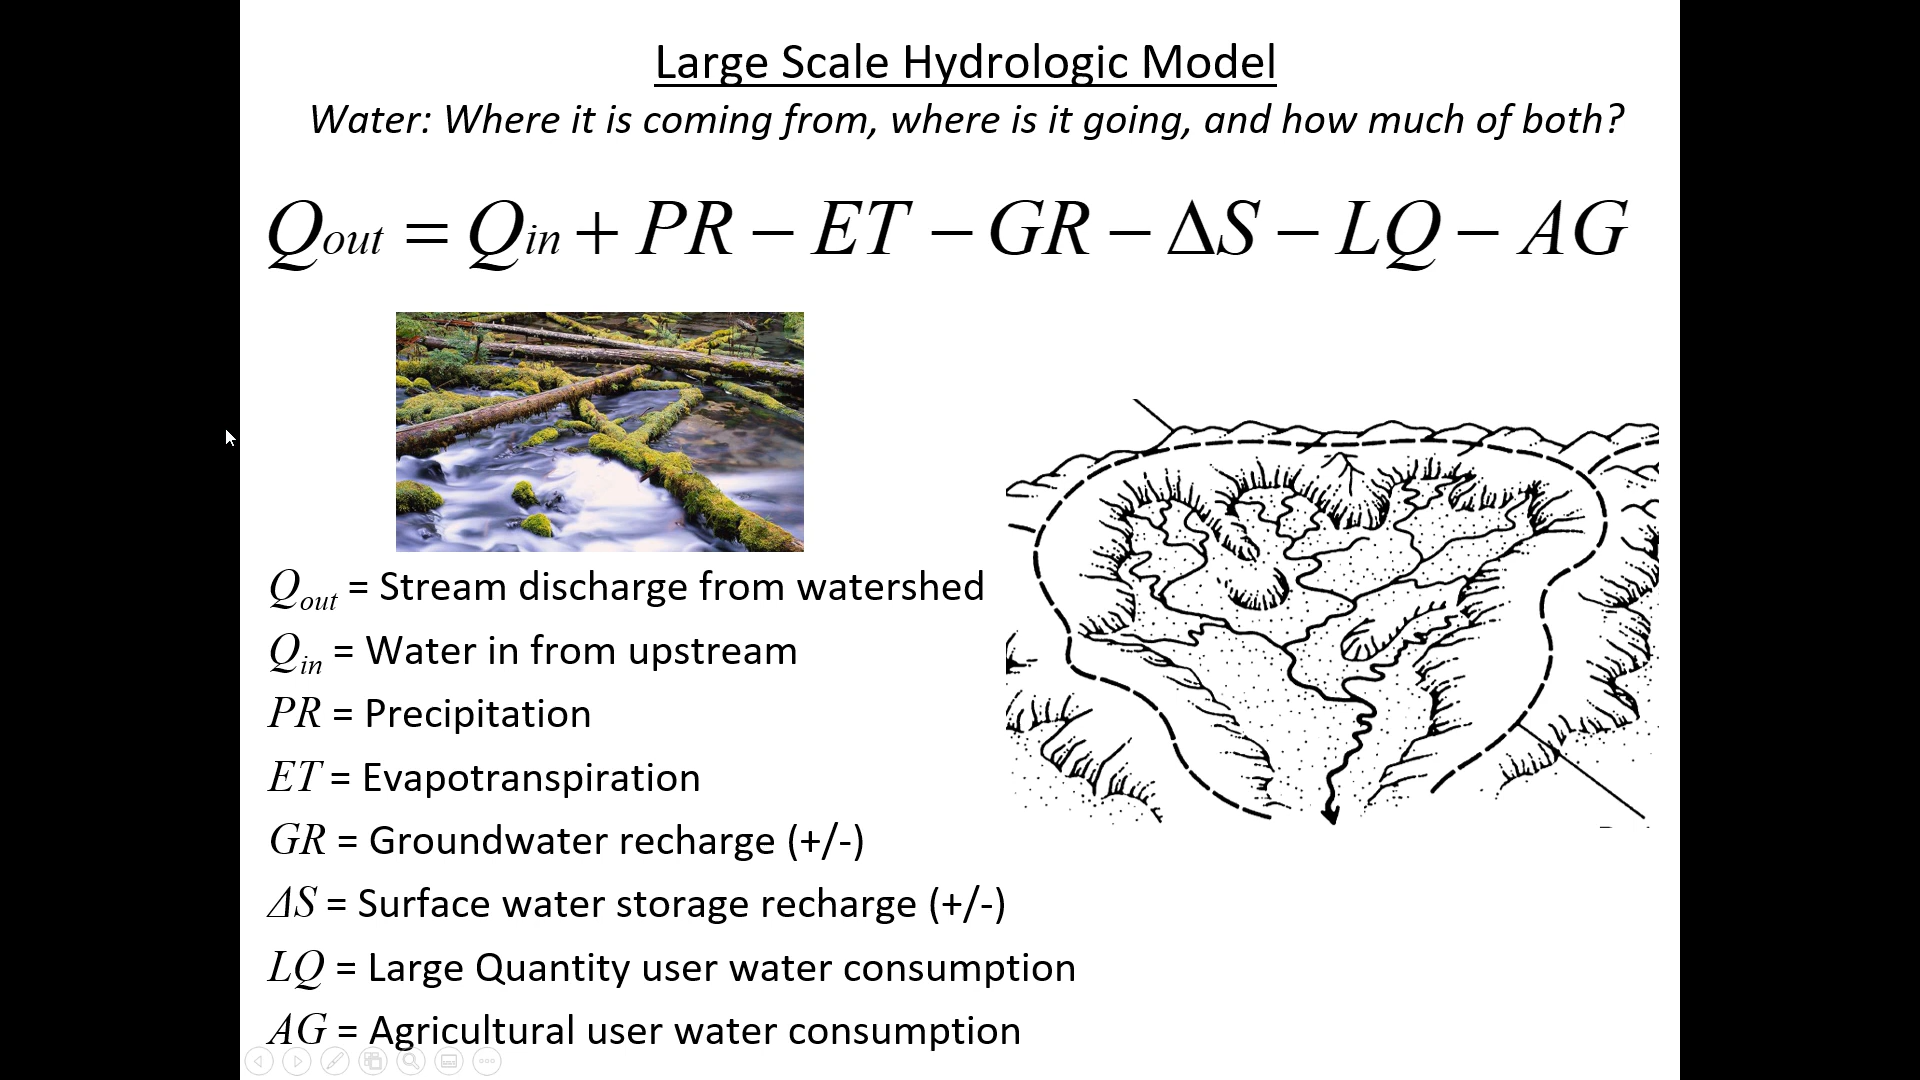 Large Scale Hydrologic Model
Water: Where it is coming from, where is it going, and how much of both?
Qout = Qin + PR − ET − GR − ΔS − LQ − AG
Qout = Stream discharge from watershed
Qin = Water in from upstream
PR = Precipitation
ET = Evapotranspiration
GR = Groundwater recharge (+/-)
ΔS = Surface water storage recharge (+/-)
LQ = Large Quantity user water consumption
AG = Agricultural user water consumption